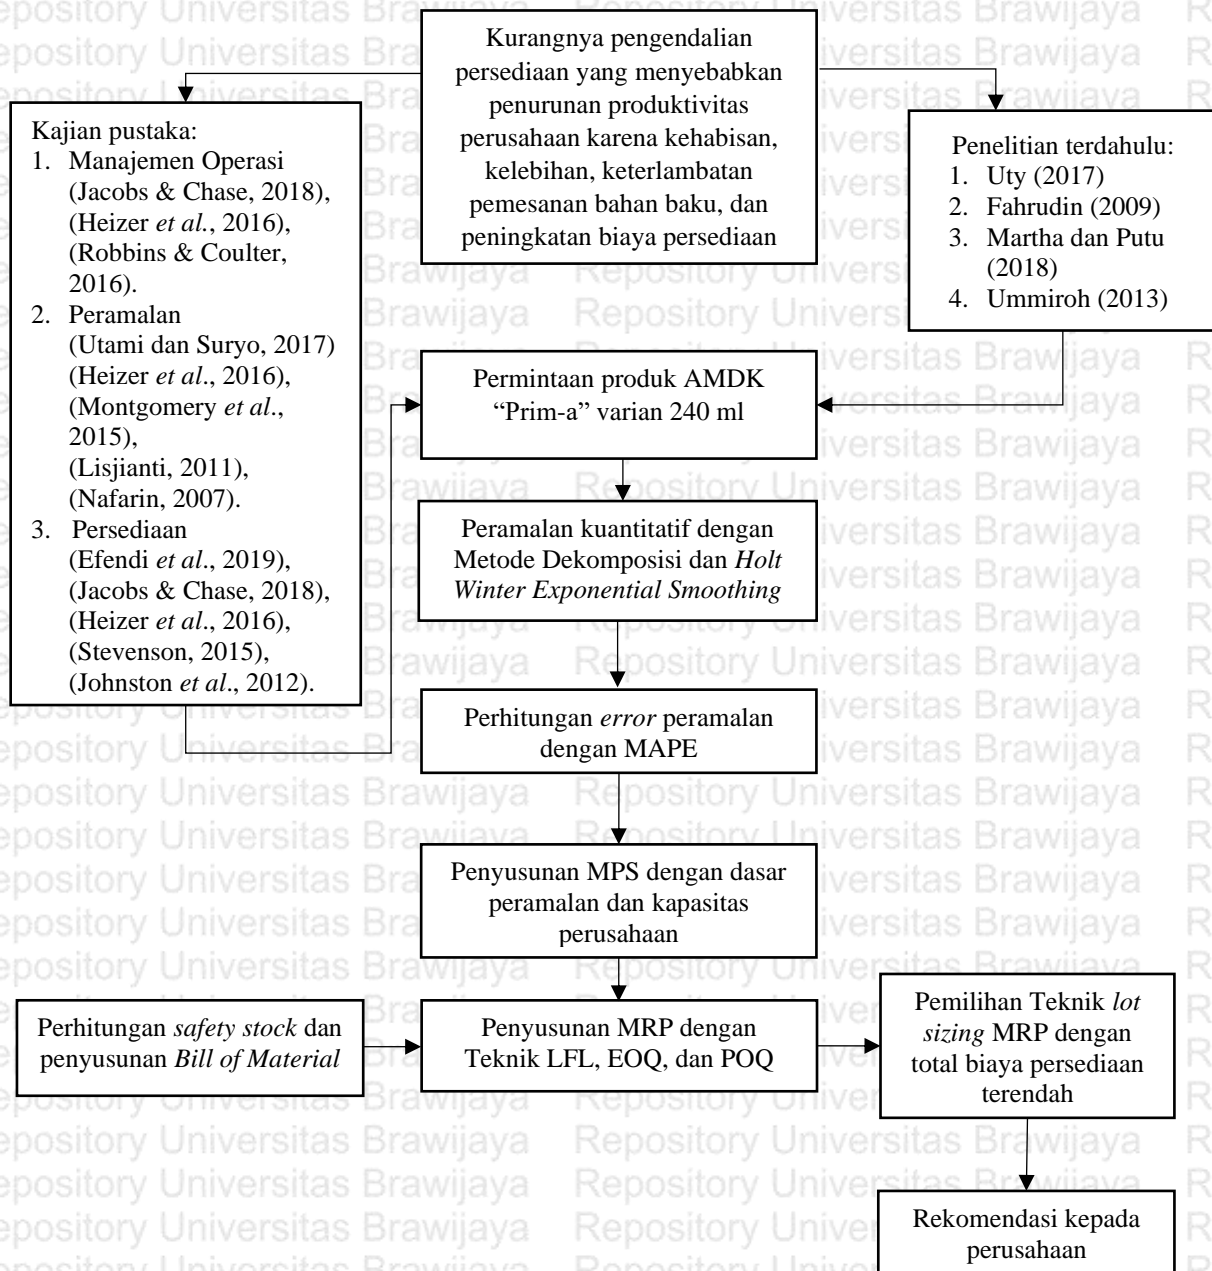 Kurangnya pengendalian
persediaan yang menyebabkan
penurunan produktivitas
perusahaan karena kehabisan,
kelebihan, keterlambatan
pemesanan bahan baku, dan
peningkatan biaya persediaan
Kajian pustaka:
1. Manajemen Operasi
(Jacobs & Chase, 2018),
(Heizer et al., 2016),
(Robbins & Coulter,
2016).
2. Peramalan
(Utami dan Suryo, 2017)
(Heizer et al., 2016),
(Montgomery et al.,
2015),
(Lisjianti, 2011),
(Nafarin, 2007).
3. Persediaan
(Efendi et al., 2019),
(Jacobs & Chase, 2018),
(Heizer et al., 2016),
(Stevenson, 2015),
(Johnston et al., 2012).
Penelitian terdahulu:
1. Uty (2017)
2. Fahrudin (2009)
3. Martha dan Putu
(2018)
4. Ummiroh (2013)
Permintaan produk AMDK
“Prim-a” varian 240 ml
Peramalan kuantitatif dengan
Metode Dekomposisi dan Holt
Winter Exponential Smoothing
Perhitungan error peramalan
dengan MAPE
Penyusunan MPS dengan dasar
peramalan dan kapasitas
perusahaan
Perhitungan safety stock dan
penyusunan Bill of Material
Penyusunan MRP dengan
Teknik LFL, EOQ, dan POQ
Pemilihan Teknik lot
sizing MRP dengan
total biaya persediaan
terendah
Rekomendasi kepada
perusahaan
Repository Universitas Brawijaya